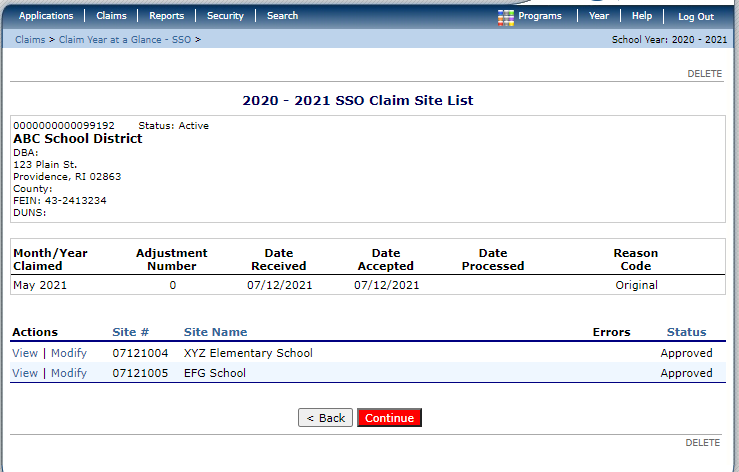 Applications | Claims | Reports | Security | Search Programs | Year | Help | Log Out
Claims > Claim Year at a Glance - SSO > School Year: 2020 - 2021
DELETE
2020 - 2021 SSO Claim Site List
0000000000099192 Status: Active
ABC School District
DBA:
123 Plain St.
Providence, RI 02863
County:
FEIN: 43-2413234
DUNS:
Month/Year Claimed Adjustment Number Date Received Date Accepted Date Processed Reason Code
May 2021 0 07/12/2021 07/12/2021 Original
Actions Site # Site Name Errors Status
View | Modify 07121004 XYZ Elementary School Approved
View | Modify 07121005 EFG School Approved
< Back Continue
DELETE